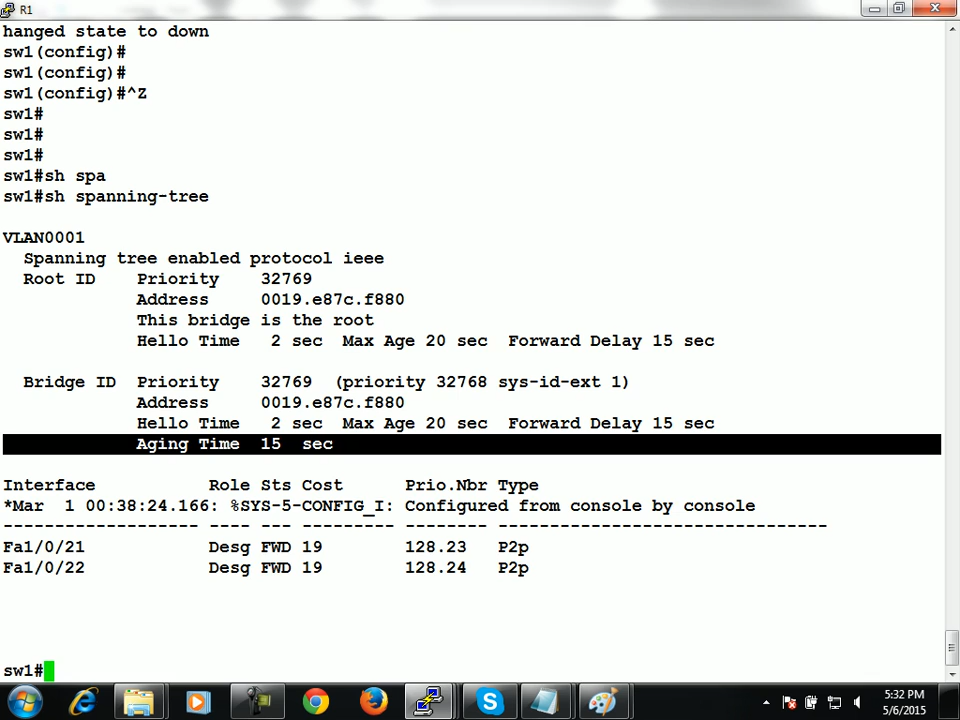 R1
hanged state to down
sw1(config)#
sw1(config)#
sw1(config)#^Z
sw1#
sw1#
sw1#
sw1#sh spa
sw1#sh spanning-tree
VLAN0001
Spanning tree enabled protocol ieee
Root ID Priority 32769
Address 0019.e87c.f880
This bridge is the root
Hello Time 2 sec Max Age 20 sec Forward Delay 15 sec
Bridge ID Priority 32769 (priority 32768 sys-id-ext 1)
Address 0019.e87c.f880
Hello Time 2 sec Max Age 20 sec Forward Delay 15 sec
Aging Time 15 sec
Interface Role Sts Cost Prio.Nbr Type
*Mar 1 00:38:24.166: %SYS-5-CONFIG_I: Configured from console by console
------------------- ---- --- --------- -------- --------------------------------
Fa1/0/21 Desg FWD 19 128.23 P2p
Fa1/0/22 Desg FWD 19 128.24 P2p
sw1#
5:32 PM
5/6/2015